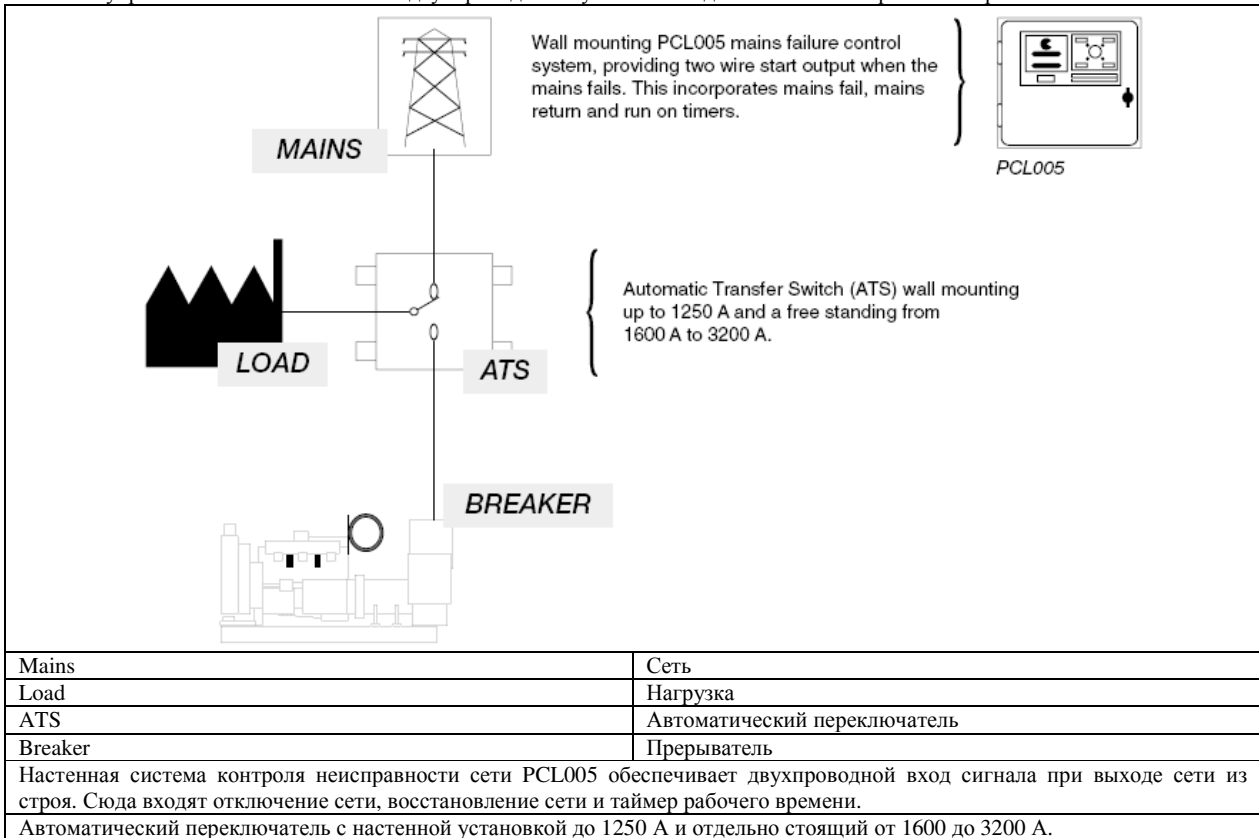 Wall mounting PCL005 mains failure control
system, providing two wire start output when the
mains fails. This incorporates mains fail, mains
return and run on timers.
PCL005
MAINS
Automatic Transfer Switch (ATS) wall mounting
up to 1250 A and a free standing from
1600 A to 3200 A.
LOAD
ATS
BREAKER
Mains Сеть
Load Нагрузка
ATS Автоматический переключатель
Breaker Прерыватель
Настенная система контроля неисправности сети PCL005 обеспечивает двухпроводной вход сигнала при выходе сети из
строя. Сюда входят отключение сети, восстановление сети и таймер рабочего времени.
Автоматический переключатель с настенной установкой до 1250 А и отдельно стоящий от 1600 до 3200 А.